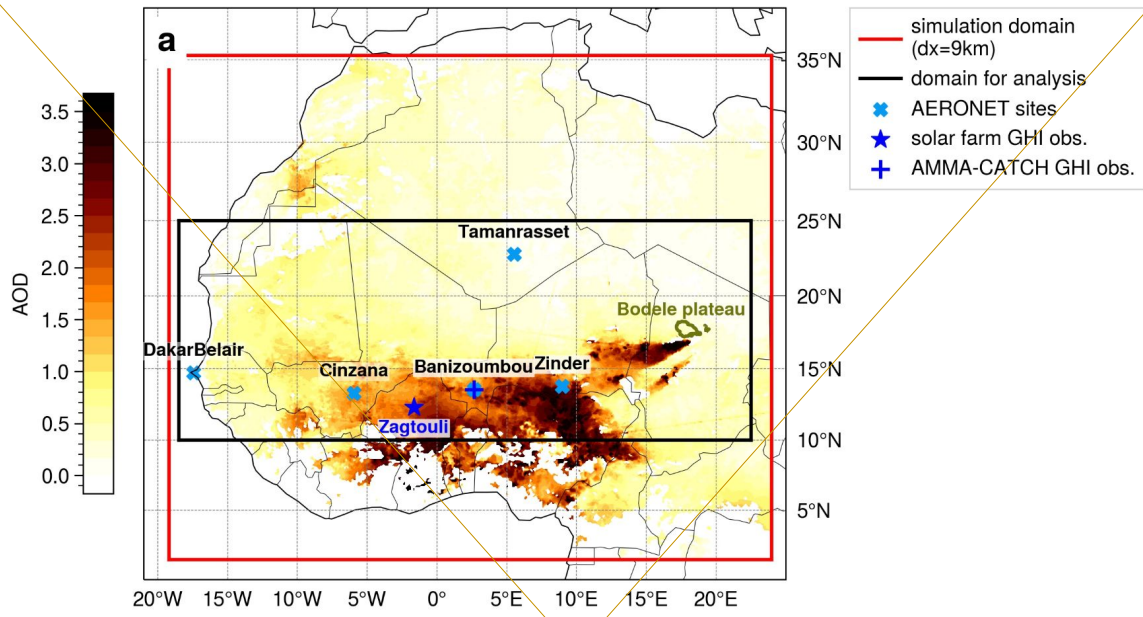 a
simulation domain
(dx=9km)
domain for analysis
AERONET sites
solar farm GHI obs.
AMMA-CATCH GHI obs.
AOD
3.5
3.0
2.5
2.0
1.5
1.0
0.5
0.0
35°N
30°N
25°N
20°N
15°N
10°N
5°N
Tamanrasset
Bodele plateau
DakarBelair
Cinzana
Banizoumbou
Zinder
Zagtouli
20°W
15°W
10°W
5°W
0°
5°E
10°E
15°E
20°E